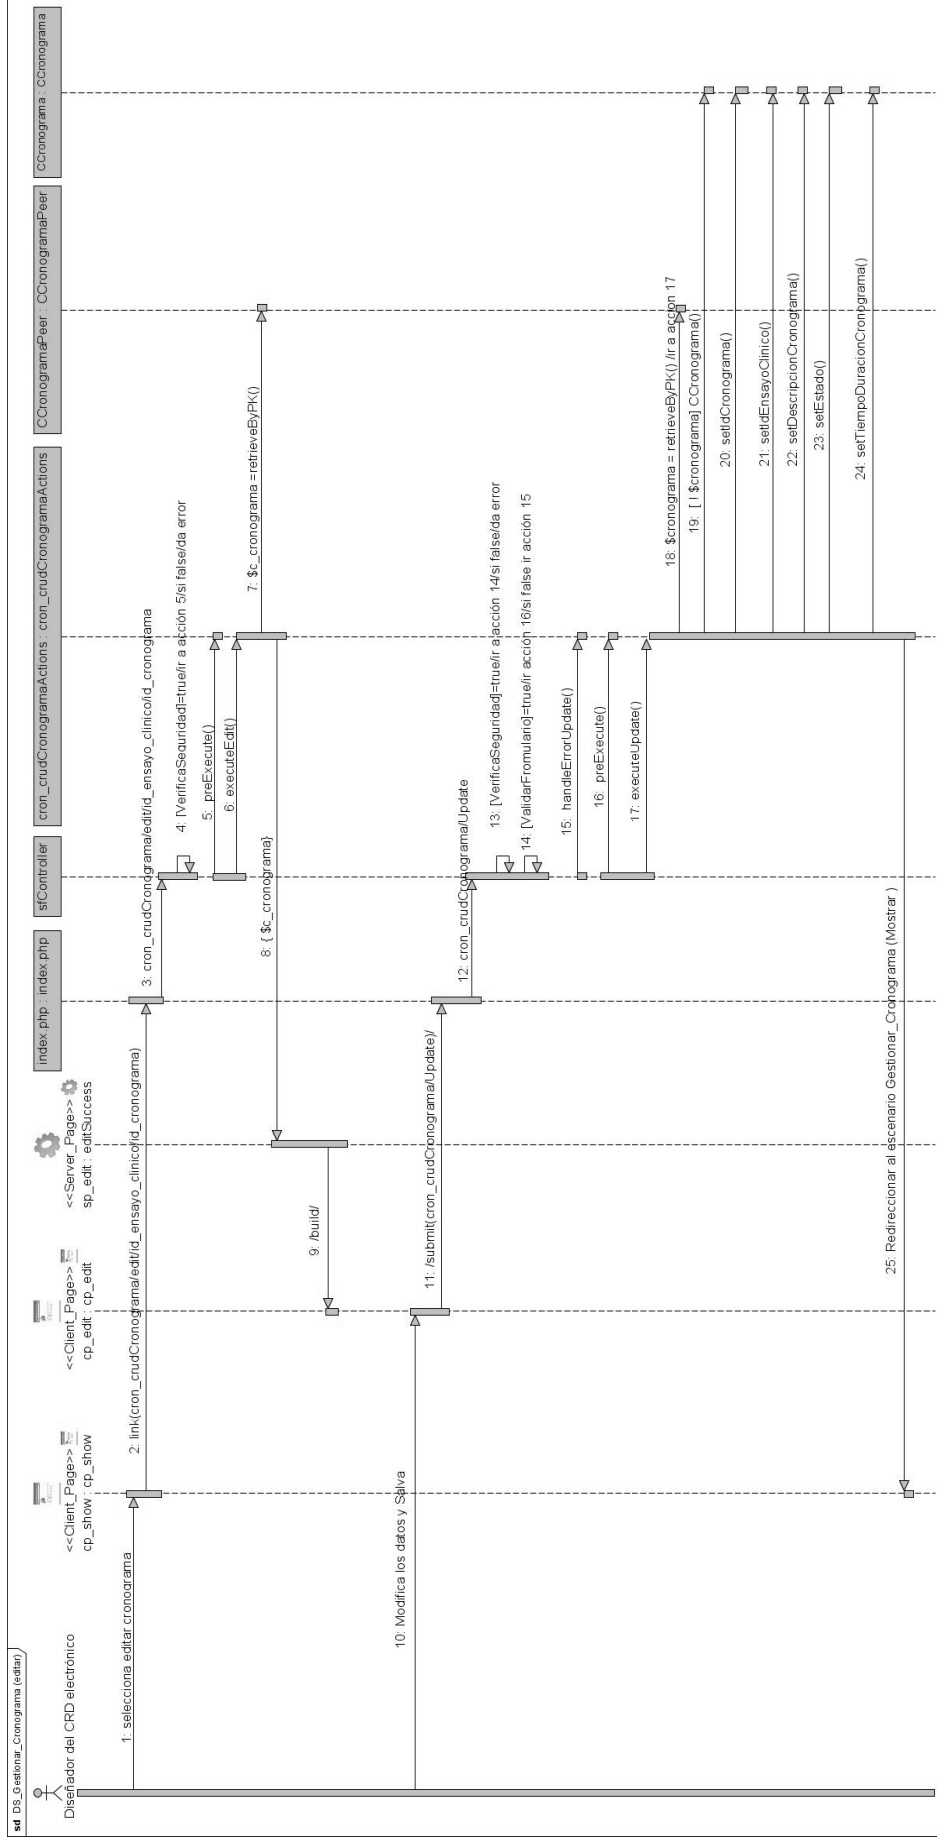 sd DS_Gestionar_Cronograma (editar)
Diseñador del CRD electrónico
<<Client_Page>>
cp_show : cp_show
<<Client_Page>>
cp_edit : cp_edit
<<Server_Page>>
sp_edit : editSuccess
index.php : index.php
sfController
cron_crudCronogramaActions : cron_crudCronogramaActions
CCronogramaPeer : CCronogramaPeer
CCronograma : CCronograma
1: selecciona editar cronograma
2: link(cron_crudCronograma/edit/id_ensayo_clinico/id_cronograma)
3: cron_crudCronograma/edit/id_ensayo_clinico/id_cronograma
4: [VerificaSeguridad]=true/ir a acción 5/si false/da error
5: preExecute()
6: executeEdit()
7: $c_cronograma =retrieveByPK()
8: { $c_cronograma}
9: /build/
10: Modifica los datos y Salva
11: /submit(cron_crudCronograma/Update)/
12: cron_crudCronograma/Update
13: [VerificaSeguridad]=true/ir a acción 14/si false/da error
14: [ValidarFromulario]=true/ir acción 16/si false ir acción 15
15: handleErrorUpdate()
16: preExecute()
17: executeUpdate()
18: $cronograma = retrieveByPK() /ir a accion 17
19: [ ! $cronograma] CCronograma()
20: setIdCronograma()
21: setIdEnsayoClinico()
22: setDescripcionCronograma()
23: setEstado()
24: setTiempoDuracionCronograma()
25: Redireccionar al escenario Gestionar_Cronograma (Mostrar )